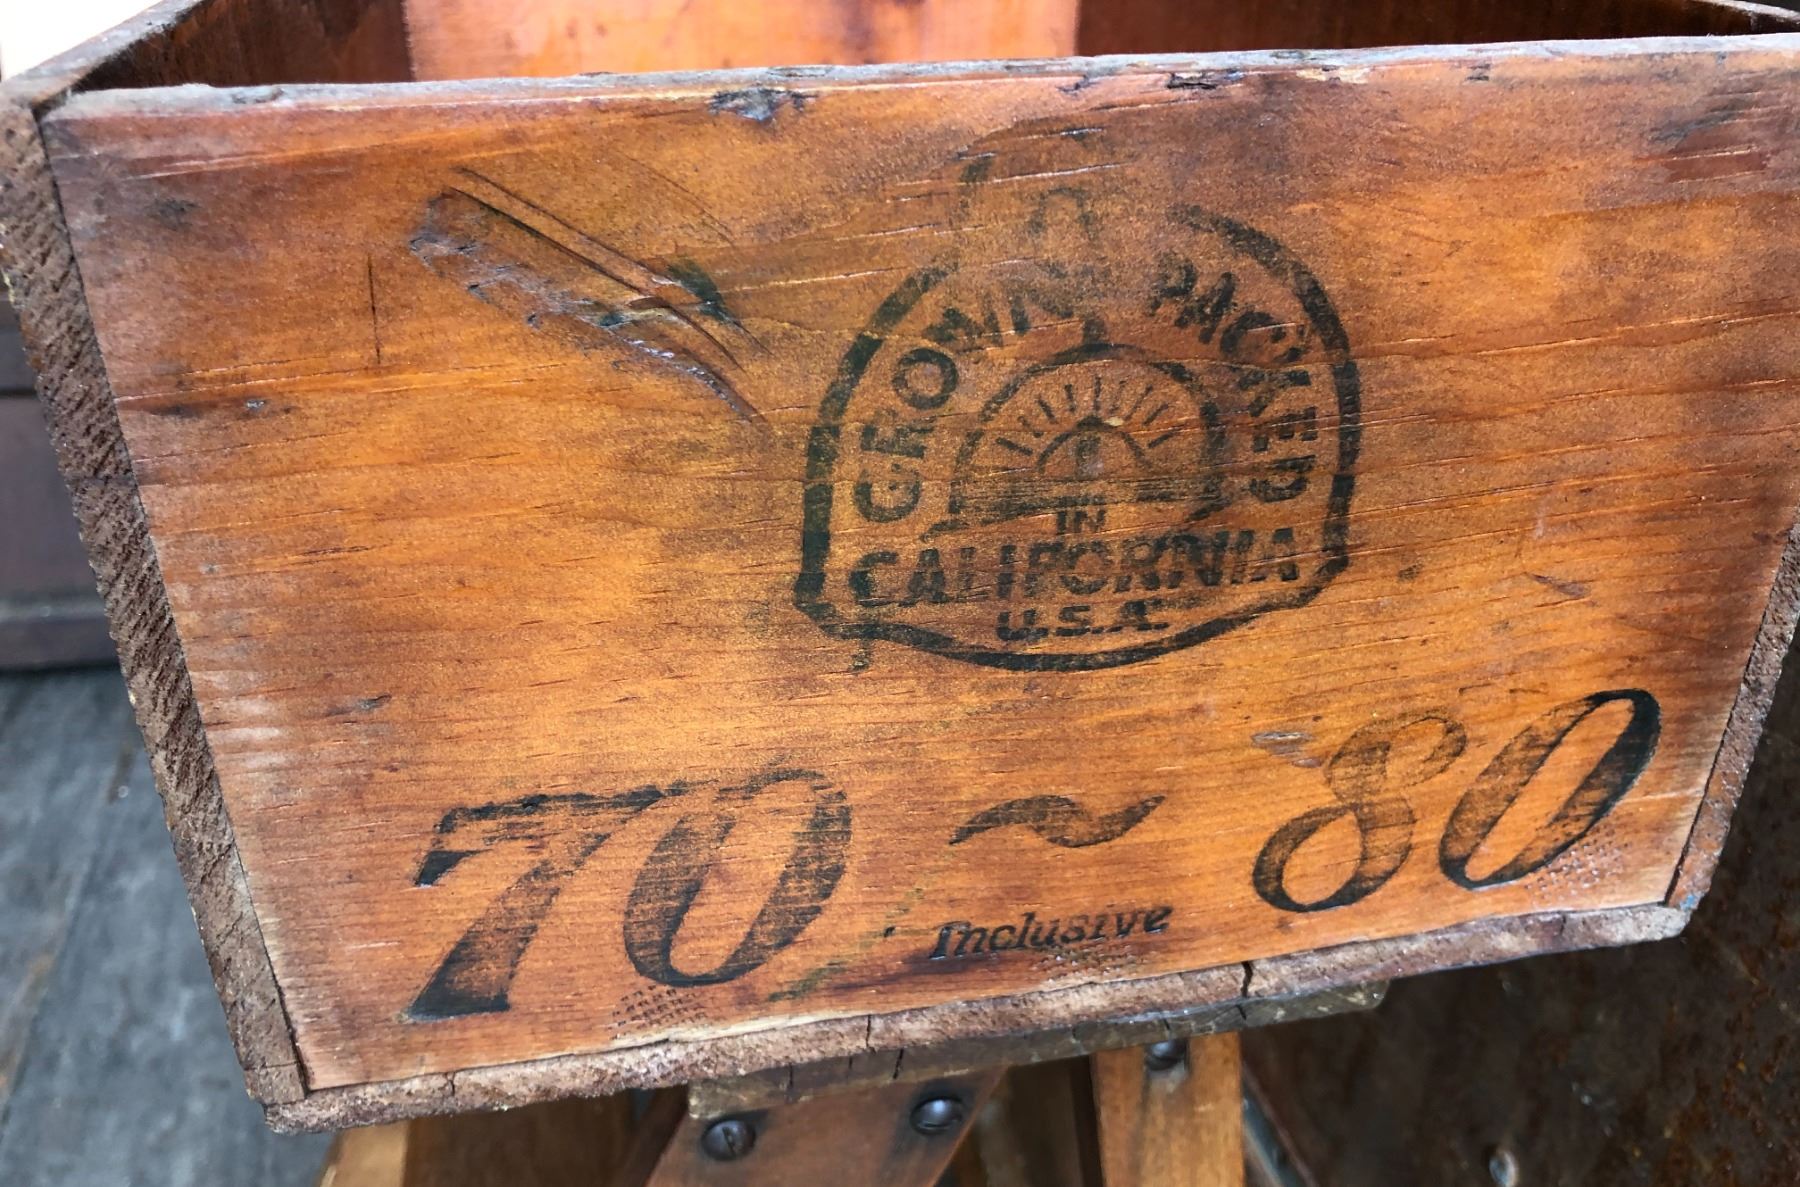 GROWN PACKED
IN
CALIFORNIA
U.S.A.
70 ~ 80
Inclusive